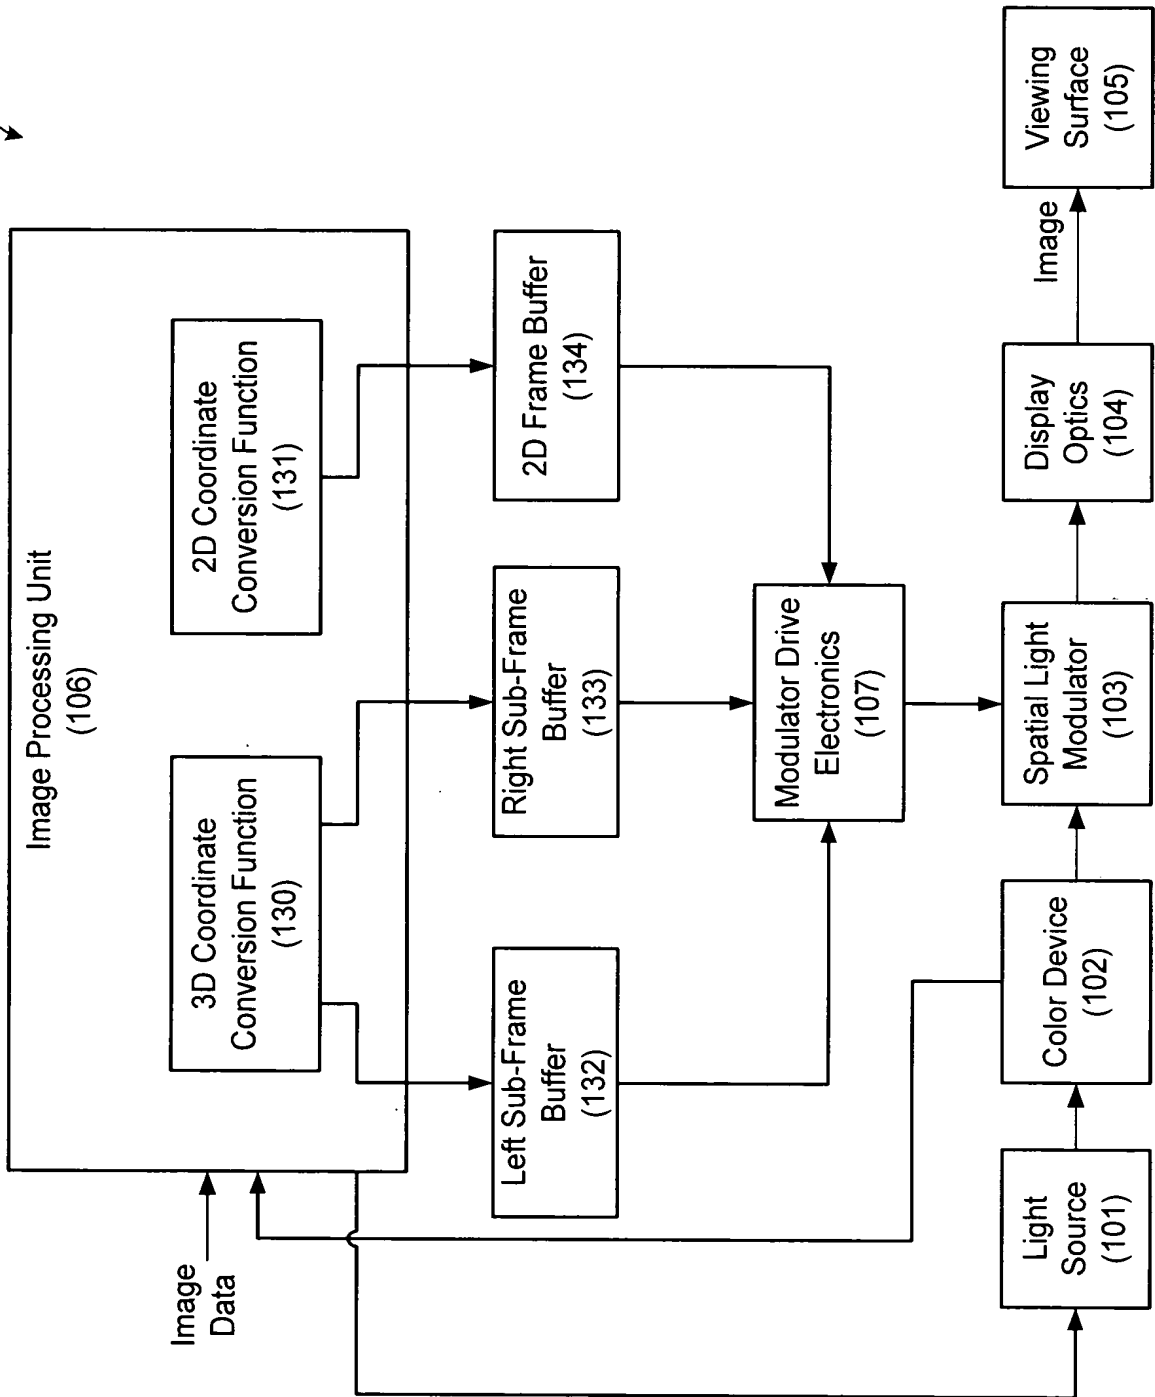 Image Processing Unit
(106)
3D Coordinate
Conversion Function
(130)
2D Coordinate
Conversion Function
(131)
Image
Data
Left Sub-Frame
Buffer
(132)
Right Sub-Frame
Buffer
(133)
2D Frame Buffer
(134)
Modulator Drive
Electronics
(107)
Light
Source
(101)
Color Device
(102)
Spatial Light
Modulator
(103)
Display
Optics
(104)
Image
Viewing
Surface
(105)